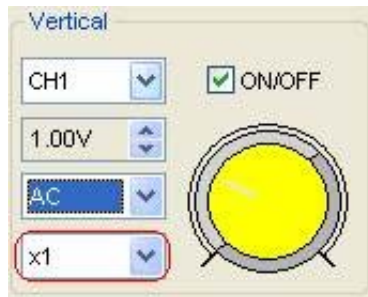 Vertical
CH1
ON/OFF
1.00V
AC
x1